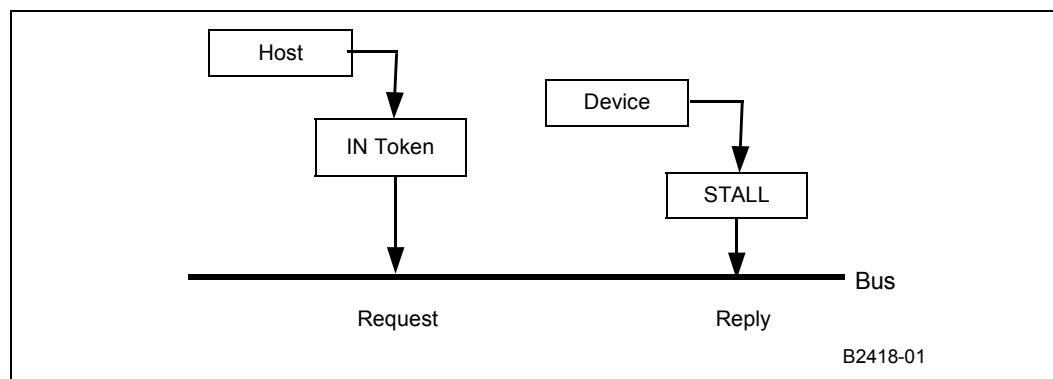 Host
Device
IN Token
STALL
Bus
Request
Reply
B2418-01